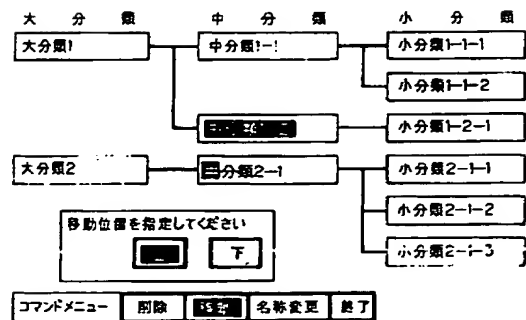 大分類 中分類 小分類
大分類1 中分類1-1 小分類1-1-1
小分類1-1-2
小分類1-2-1
大分類2 分類2-1 小分類2-1-1
小分類2-1-2
移動位置を指定してください
下 小分類2-1-3
コマンドメニュー 削除 名称変更 終了